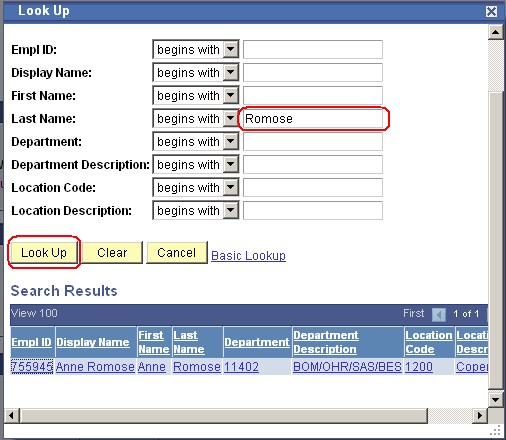 Look Up
Empl ID: begins with
Display Name: begins with
First Name: begins with
Last Name: begins with Romose
Department: begins with
Department Description: begins with
Location Code: begins with
Location Description: begins with
Look Up Clear Cancel Basic Lookup
Search Results
View 100 First 1 of 1
Empl ID Display Name First Name Last Name Department Department Description Location Code Locati Descr
755945 Anne Romose Anne Romose 11402 BOM/OHR/SAS/BES 1200 Coper